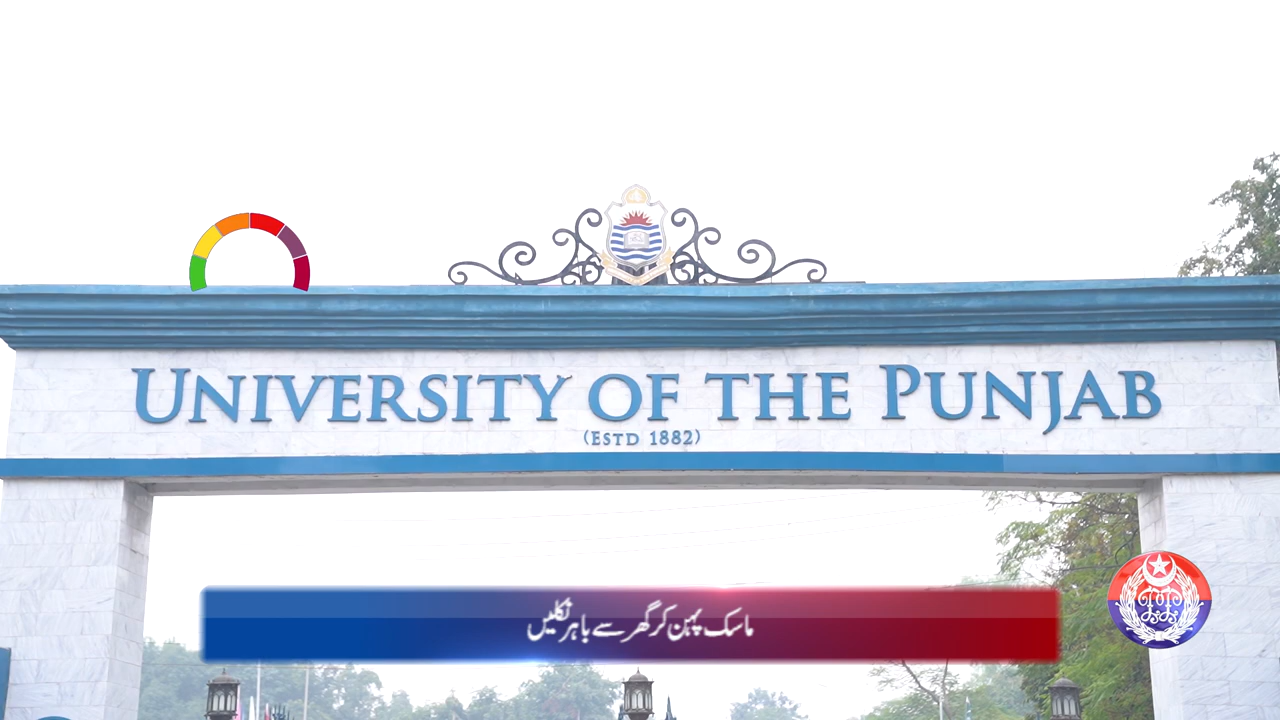 UNIVERSITY OF THE PUNJAB
(ESTD 1882)
ماسک پہن کر گھر سے باہر نکلیں